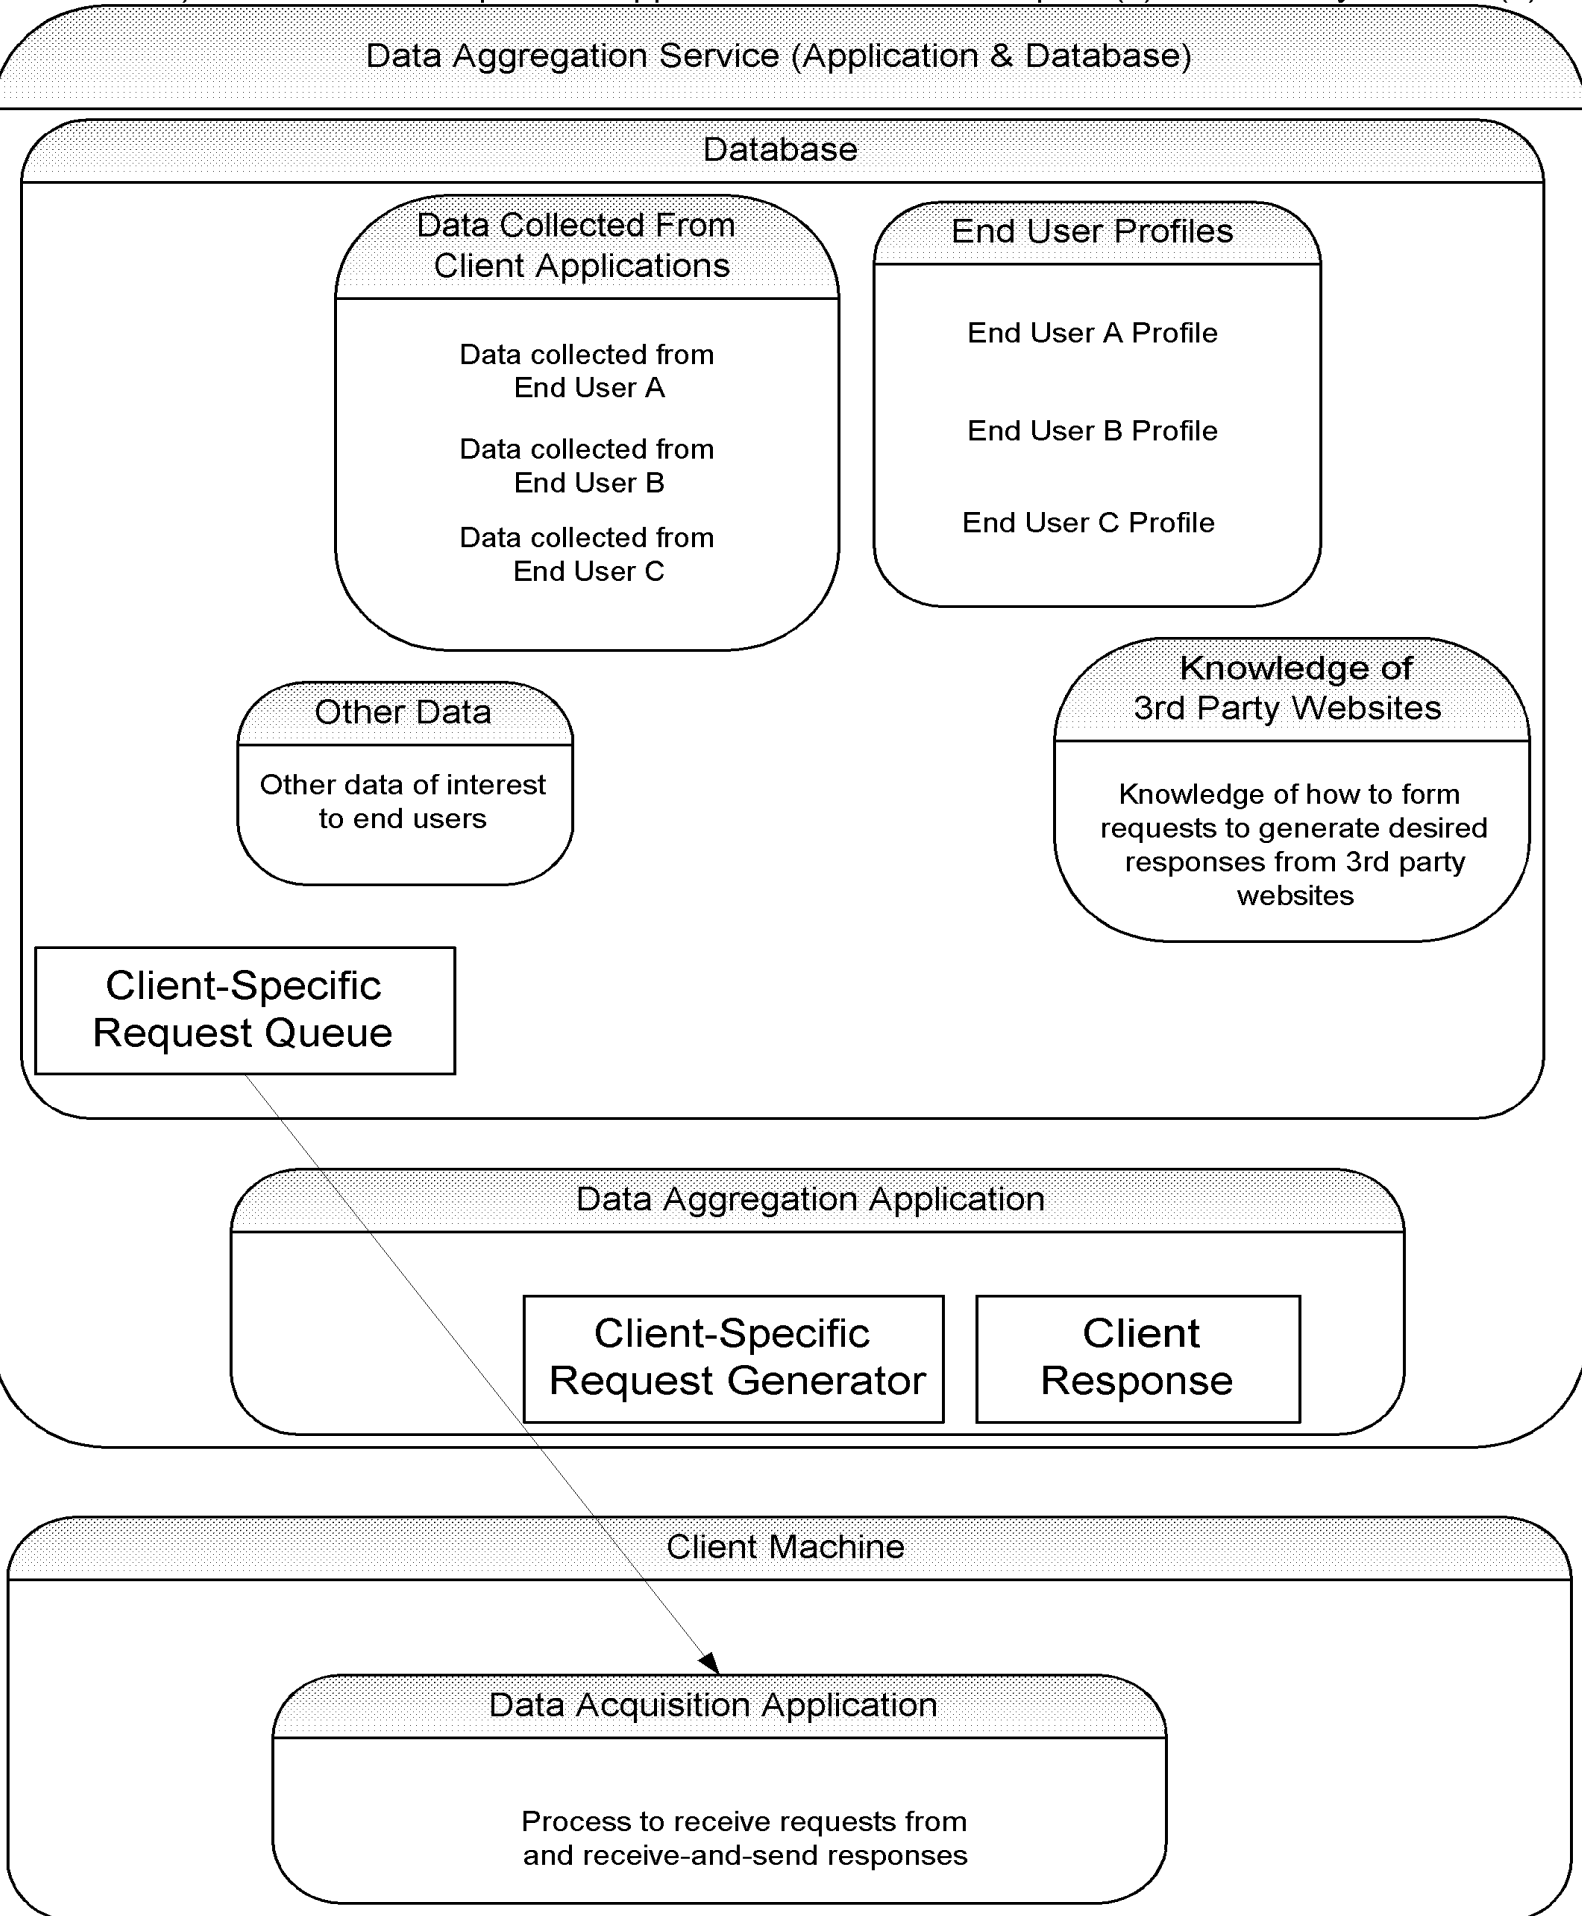 Data Aggregation Service (Application & Database)
Database
Data Collected From
Client Applications
Data collected from
End User A
Data collected from
End User B
Data collected from
End User C
End User Profiles
End User A Profile
End User B Profile
End User C Profile
Other Data
Other data of interest
to end users
Knowledge of
3rd Party Websites
Knowledge of how to form
requests to generate desired
responses from 3rd party
websites
Client-Specific
Request Queue
Data Aggregation Application
Client-Specific
Request Generator
Client
Response
Client Machine
Data Acquisition Application
Process to receive requests from
and receive-and-send responses